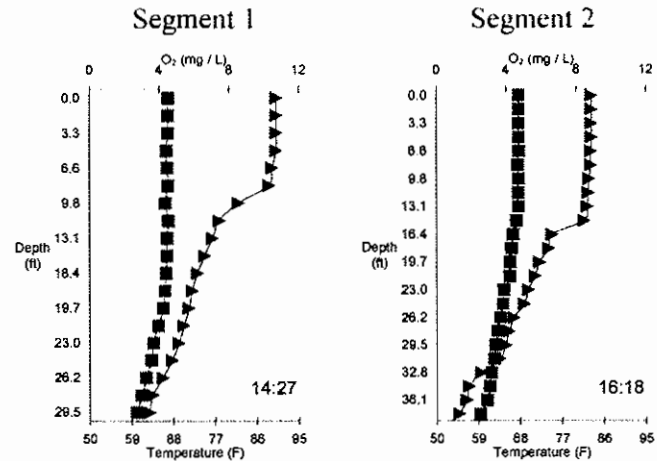 Segment 1
O₂ (mg / L)
0 4 8 12
0.0
3.3
6.6
9.8
13.1
Depth
(ft)
16.4
19.7
23.0
26.2
29.5
14:27
50 59 68 77 86 95
Temperature (F)
Segment 2
O₂ (mg / L)
0 4 8 12
0.0
3.3
6.6
9.8
13.1
16.4
Depth
(ft)
19.7
23.0
26.2
29.5
32.8
36.1
16:18
50 59 68 77 86 95
Temperature (F)